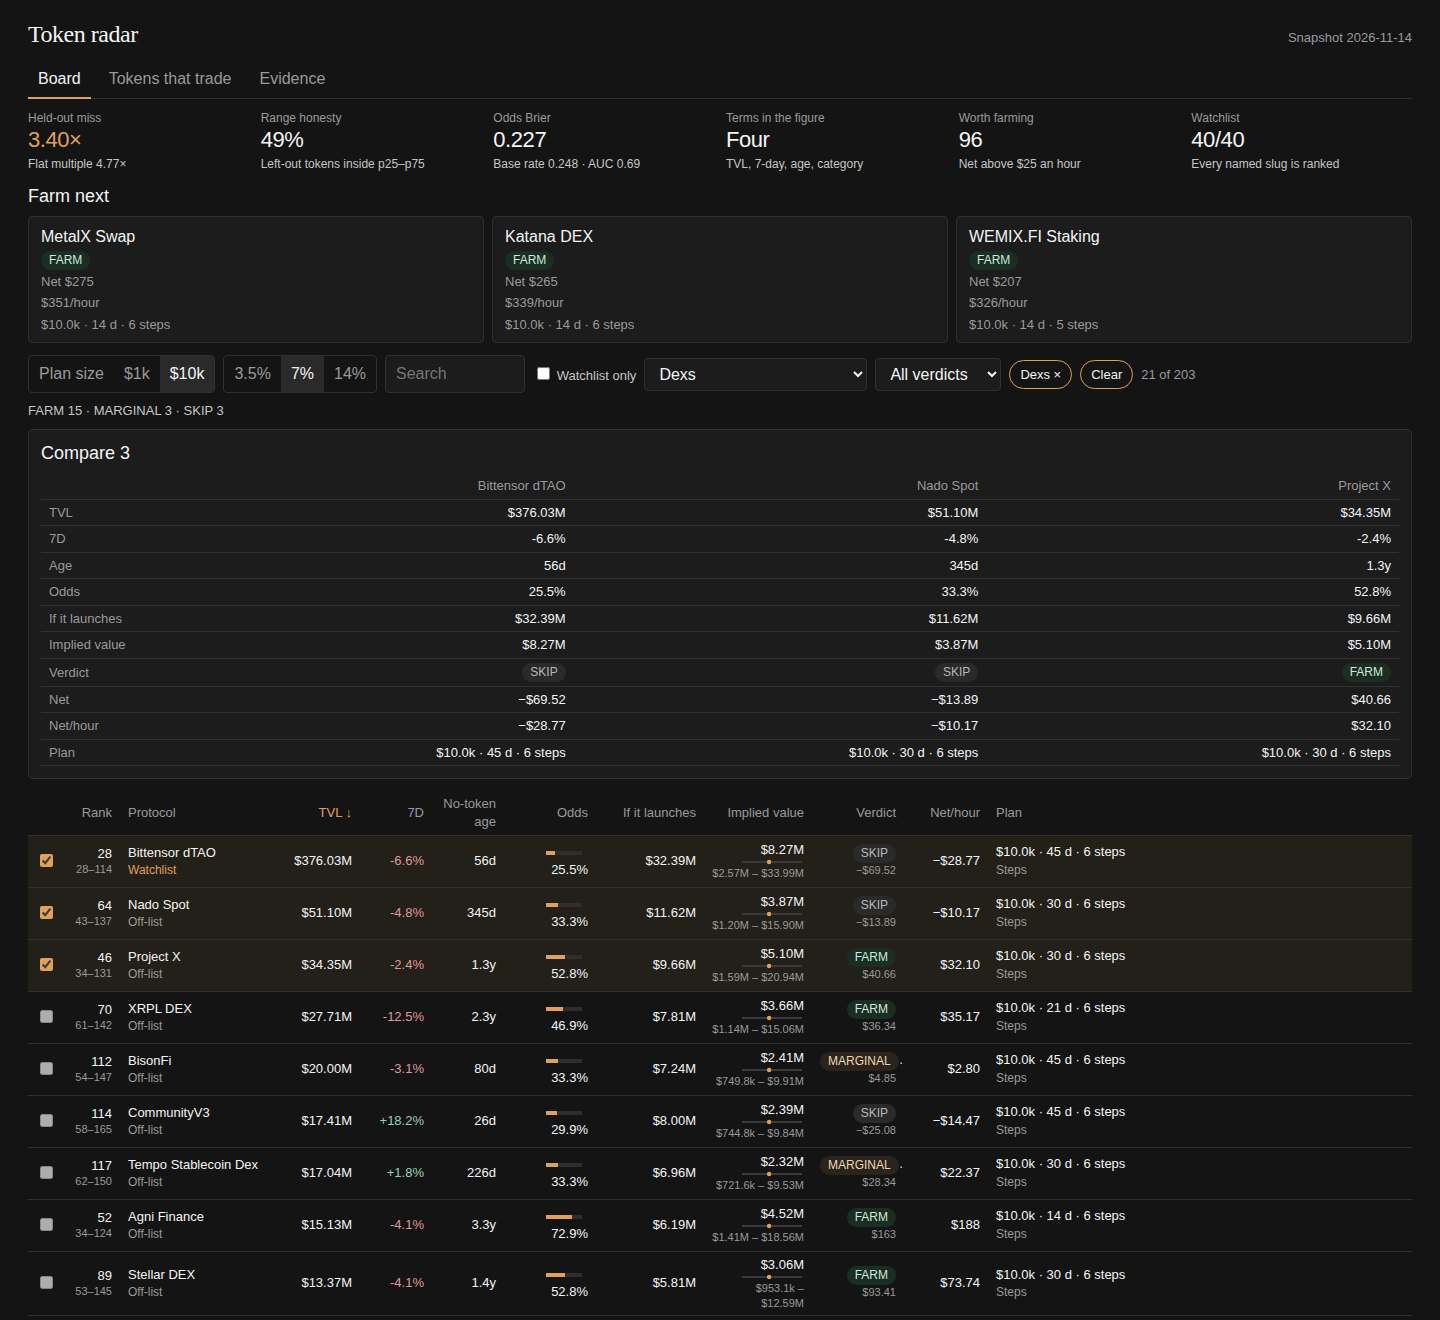 Token radar
Snapshot 2026-11-14
Board Tokens that trade Evidence
Held-out miss Range honesty Odds Brier Terms in the figure Worth farming Watchlist
3.40× 49% 0.227 Four 96 40/40
Flat multiple 4.77× Left-out tokens inside p25–p75 Base rate 0.248 · AUC 0.69 TVL, 7-day, age, category Net above $25 an hour Every named slug is ranked
Farm next
MetalX Swap
FARM
Net $275
$351/hour
$10.0k · 14 d · 6 steps
Katana DEX
FARM
Net $265
$339/hour
$10.0k · 14 d · 6 steps
WEMIX.FI Staking
FARM
Net $207
$326/hour
$10.0k · 14 d · 5 steps
Plan size $1k $10k 3.5% 7% 14% Search Watchlist only Dexs All verdicts Dexs × Clear 21 of 203
FARM 15 · MARGINAL 3 · SKIP 3
Compare 3
Bittensor dTAO Nado Spot Project X
TVL $376.03M $51.10M $34.35M
7D -6.6% -4.8% -2.4%
Age 56d 345d 1.3y
Odds 25.5% 33.3% 52.8%
If it launches $32.39M $11.62M $9.66M
Implied value $8.27M $3.87M $5.10M
Verdict SKIP SKIP FARM
Net −$69.52 −$13.89 $40.66
Net/hour −$28.77 −$10.17 $32.10
Plan $10.0k · 45 d · 6 steps $10.0k · 30 d · 6 steps $10.0k · 30 d · 6 steps
Rank Protocol TVL ↓ 7D No-token age Odds If it launches Implied value Verdict Net/hour Plan
28 Bittensor dTAO $376.03M -6.6% 56d 25.5% $32.39M $8.27M SKIP −$28.77 $10.0k · 45 d · 6 steps
28–114 Watchlist $2.57M – $33.99M −$69.52 Steps
64 Nado Spot $51.10M -4.8% 345d 33.3% $11.62M $3.87M SKIP −$10.17 $10.0k · 30 d · 6 steps
43–137 Off-list $1.20M – $15.90M −$13.89 Steps
46 Project X $34.35M -2.4% 1.3y 52.8% $9.66M $5.10M FARM $32.10 $10.0k · 30 d · 6 steps
34–131 Off-list $1.59M – $20.94M $40.66 Steps
70 XRPL DEX $27.71M -12.5% 2.3y 46.9% $7.81M $3.66M FARM $35.17 $10.0k · 21 d · 6 steps
61–142 Off-list $1.14M – $15.06M $36.34 Steps
112 BisonFi $20.00M -3.1% 80d 33.3% $7.24M $2.41M MARGINAL . $2.80 $10.0k · 45 d · 6 steps
54–147 Off-list $749.8k – $9.91M $4.85 Steps
114 CommunityV3 $17.41M +18.2% 26d 29.9% $8.00M $2.39M SKIP −$14.47 $10.0k · 45 d · 6 steps
58–165 Off-list $744.8k – $9.84M −$25.08 Steps
117 Tempo Stablecoin Dex $17.04M +1.8% 226d 33.3% $6.96M $2.32M MARGINAL . $22.37 $10.0k · 30 d · 6 steps
62–150 Off-list $721.6k – $9.53M $28.34 Steps
52 Agni Finance $15.13M -4.1% 3.3y 72.9% $6.19M $4.52M FARM $188 $10.0k · 14 d · 6 steps
34–124 Off-list $1.41M – $18.56M $163 Steps
89 Stellar DEX $13.37M -4.1% 1.4y 52.8% $5.81M $3.06M FARM $73.74 $10.0k · 30 d · 6 steps
53–145 Off-list $953.1k – $12.59M $93.41 Steps